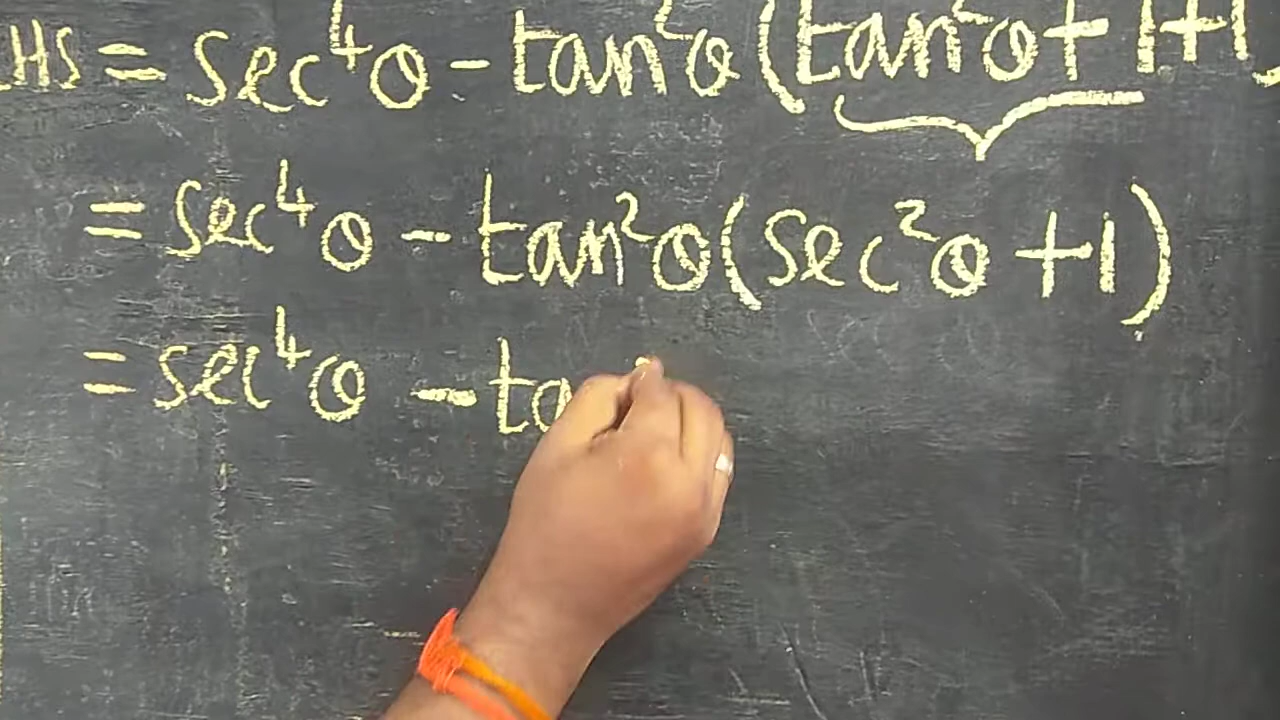 LHS = sec⁴θ - tan²θ (tan²θ + 1 + 1)
= sec⁴θ - tan²θ (sec²θ + 1)
= sec⁴θ - ta